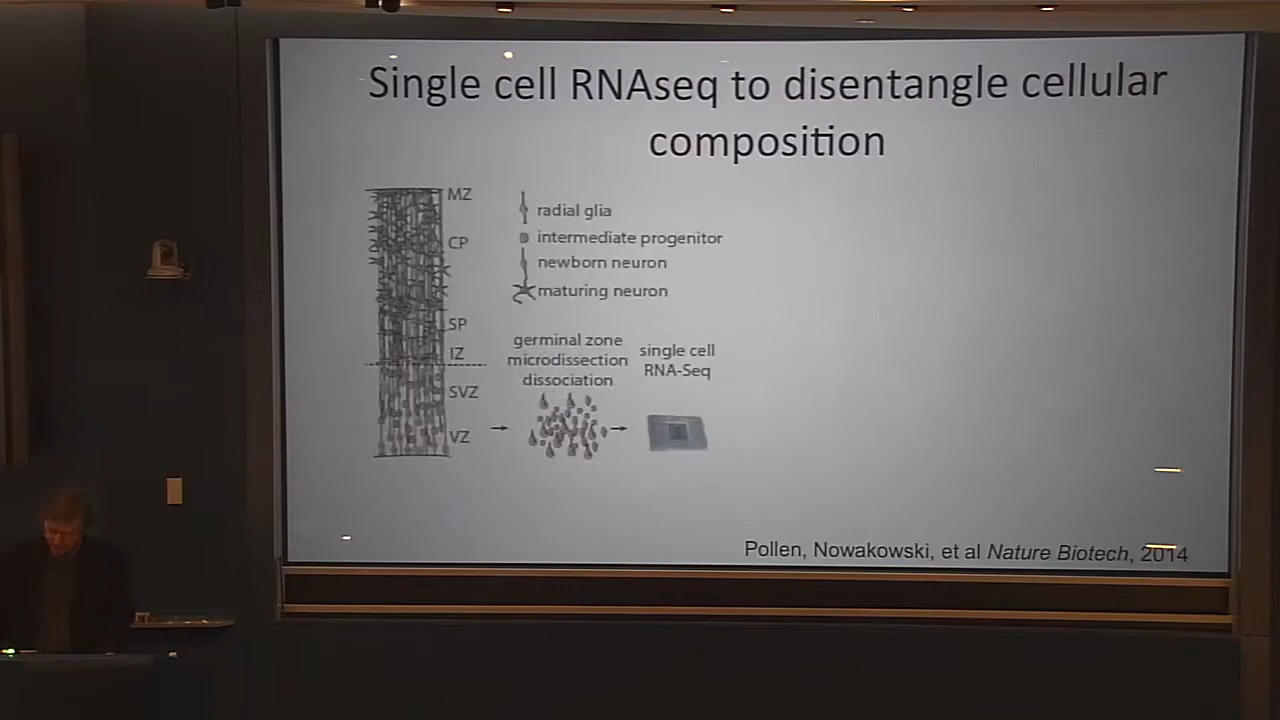 Single cell RNAseq to disentangle cellular
composition
MZ
CP
SP
IZ
SVZ
VZ
radial glia
intermediate progenitor
newborn neuron
maturing neuron
germinal zone
microdissection
dissociation
single cell
RNA-Seq
Pollen, Nowakowski, et al Nature Biotech, 2014